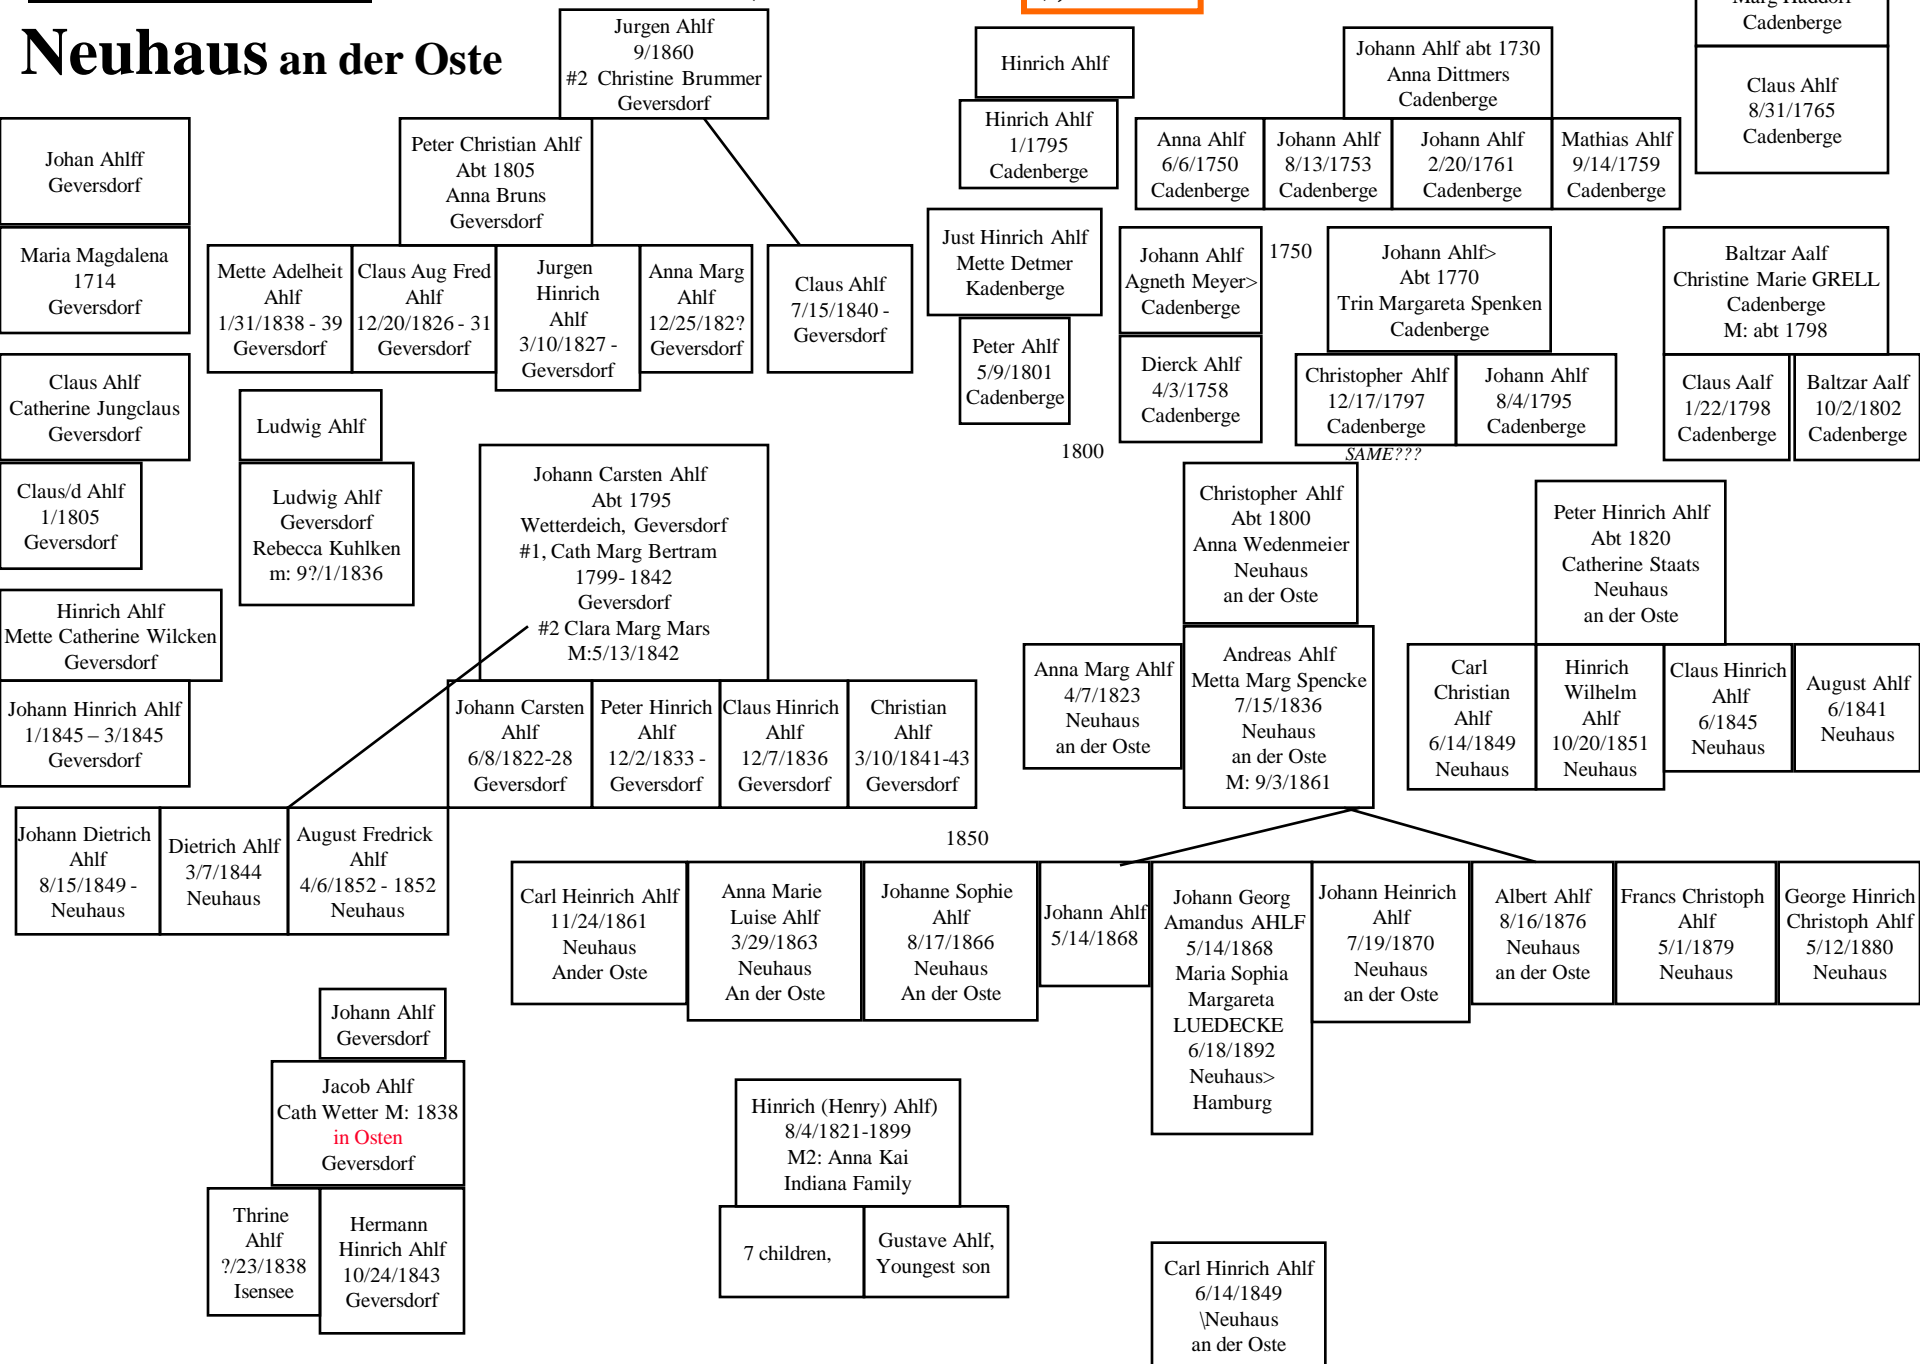 Neuhaus an der Oste
Jurgen Ahlf
9/1860
#2 Christine Brummer
Geversdorf
Hinrich Ahlf
Johann Ahlf abt 1730
Anna Dittmers
Cadenberge
Cadenberge
Claus Ahlf
8/31/1765
Cadenberge
Hinrich Ahlf
1/1795
Cadenberge
Anna Ahlf
6/6/1750
Cadenberge
Johann Ahlf
8/13/1753
Cadenberge
Johann Ahlf
2/20/1761
Cadenberge
Mathias Ahlf
9/14/1759
Cadenberge
Johan Ahlff
Geversdorf
Peter Christian Ahlf
Abt 1805
Anna Bruns
Geversdorf
Maria Magdalena
1714
Geversdorf
Mette Adelheit
Ahlf
1/31/1838 - 39
Geversdorf
Claus Aug Fred
Ahlf
12/20/1826 - 31
Geversdorf
Jurgen
Hinrich
Ahlf
3/10/1827 -
Geversdorf
Anna Marg
Ahlf
12/25/182?
Geversdorf
Claus Ahlf
7/15/1840 -
Geversdorf
Just Hinrich Ahlf
Mette Detmer
Kadenberge
Johann Ahlf
Agneth Meyer>
Cadenberge
1750
Johann Ahlf>
Abt 1770
Trin Margareta Spenken
Cadenberge
Baltzar Aalf
Christine Marie GRELL
Cadenberge
M: abt 1798
Peter Ahlf
5/9/1801
Cadenberge
Dierck Ahlf
4/3/1758
Cadenberge
Christopher Ahlf
12/17/1797
Cadenberge
Johann Ahlf
8/4/1795
Cadenberge
Claus Aalf
1/22/1798
Cadenberge
Baltzar Aalf
10/2/1802
Cadenberge
Claus Ahlf
Catherine Jungclaus
Geversdorf
Ludwig Ahlf
1800
SAME???
Claus/d Ahlf
1/1805
Geversdorf
Ludwig Ahlf
Geversdorf
Rebecca Kuhlken
m: 9?/1/1836
Johann Carsten Ahlf
Abt 1795
Wetterdeich, Geversdorf
#1, Cath Marg Bertram
1799- 1842
Geversdorf
#2 Clara Marg Mars
M:5/13/1842
Christopher Ahlf
Abt 1800
Anna Wedenmeier
Neuhaus
an der Oste
Peter Hinrich Ahlf
Abt 1820
Catherine Staats
Neuhaus
an der Oste
Hinrich Ahlf
Mette Catherine Wilcken
Geversdorf
Johann Hinrich Ahlf
1/1845 – 3/1845
Geversdorf
Johann Carsten
Ahlf
6/8/1822-28
Geversdorf
Peter Hinrich
Ahlf
12/2/1833 -
Geversdorf
Claus Hinrich
Ahlf
12/7/1836
Geversdorf
Christian
Ahlf
3/10/1841-43
Geversdorf
Anna Marg Ahlf
4/7/1823
Neuhaus
an der Oste
Andreas Ahlf
Metta Marg Spencke
7/15/1836
Neuhaus
an der Oste
M: 9/3/1861
Carl
Christian
Ahlf
6/14/1849
Neuhaus
Hinrich
Wilhelm
Ahlf
10/20/1851
Neuhaus
Claus Hinrich
Ahlf
6/1845
Neuhaus
August Ahlf
6/1841
Neuhaus
Johann Dietrich
Ahlf
8/15/1849 -
Neuhaus
Dietrich Ahlf
3/7/1844
Neuhaus
August Fredrick
Ahlf
4/6/1852 - 1852
Neuhaus
1850
Carl Heinrich Ahlf
11/24/1861
Neuhaus
Ander Oste
Anna Marie
Luise Ahlf
3/29/1863
Neuhaus
An der Oste
Johanne Sophie
Ahlf
8/17/1866
Neuhaus
An der Oste
Johann Ahlf
5/14/1868
Johann Georg
Amandus AHLF
5/14/1868
Maria Sophia
Margareta
LUEDECKE
6/18/1892
Neuhaus>
Hamburg
Johann Heinrich
Ahlf
7/19/1870
Neuhaus
an der Oste
Albert Ahlf
8/16/1876
Neuhaus
an der Oste
Francs Christoph
Ahlf
5/1/1879
Neuhaus
George Hinrich
Christoph Ahlf
5/12/1880
Neuhaus
Johann Ahlf
Geversdorf
Jacob Ahlf
Cath Wetter M: 1838
in Osten
Geversdorf
Thrine
Ahlf
?/23/1838
Isensee
Hermann
Hinrich Ahlf
10/24/1843
Geversdorf
Hinrich (Henry) Ahlf)
8/4/1821-1899
M2: Anna Kai
Indiana Family
7 children,
Gustave Ahlf,
Youngest son
Carl Hinrich Ahlf
6/14/1849
\Neuhaus
an der Oste